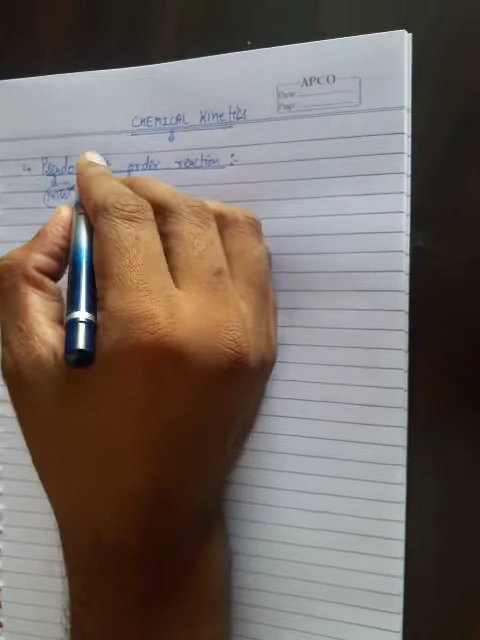 APCO
Date
Page
CHEMICAL Kinetics
order reaction :-